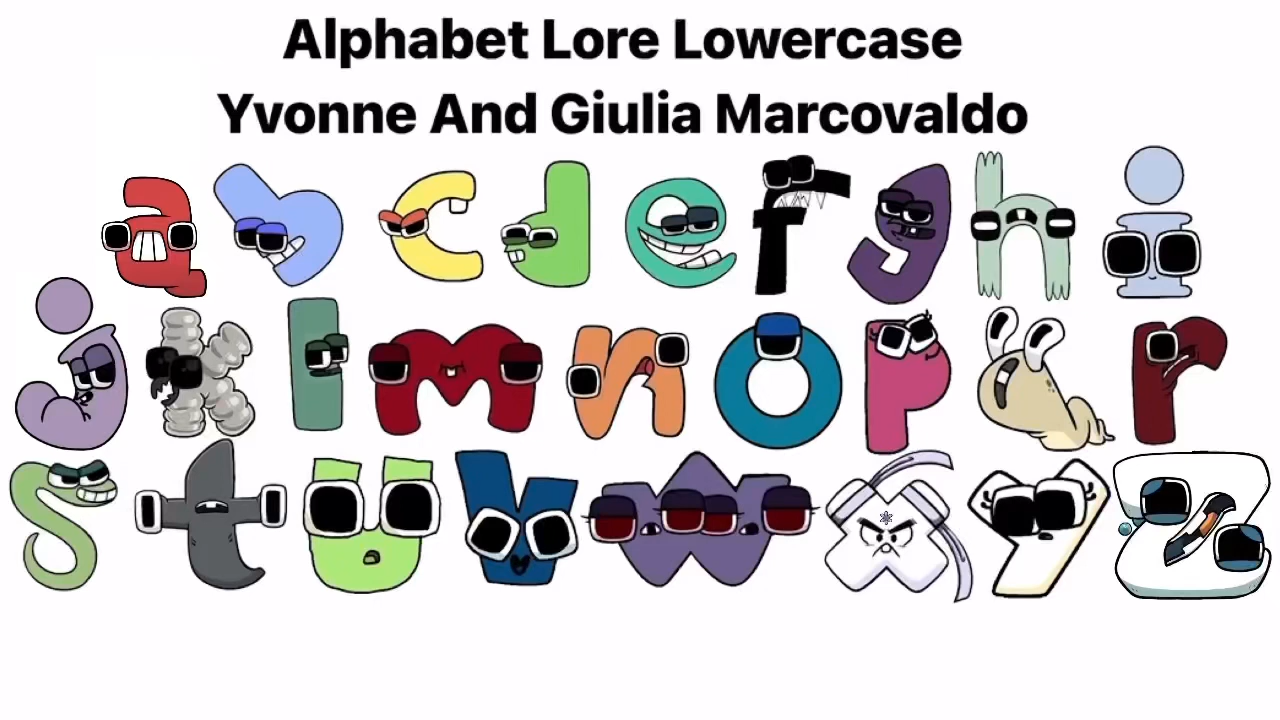 Alphabet Lore Lowercase
Yvonne And Giulia Marcovaldo
a b c d e f g h i
j k l m n o p q r
s t u v w x y z